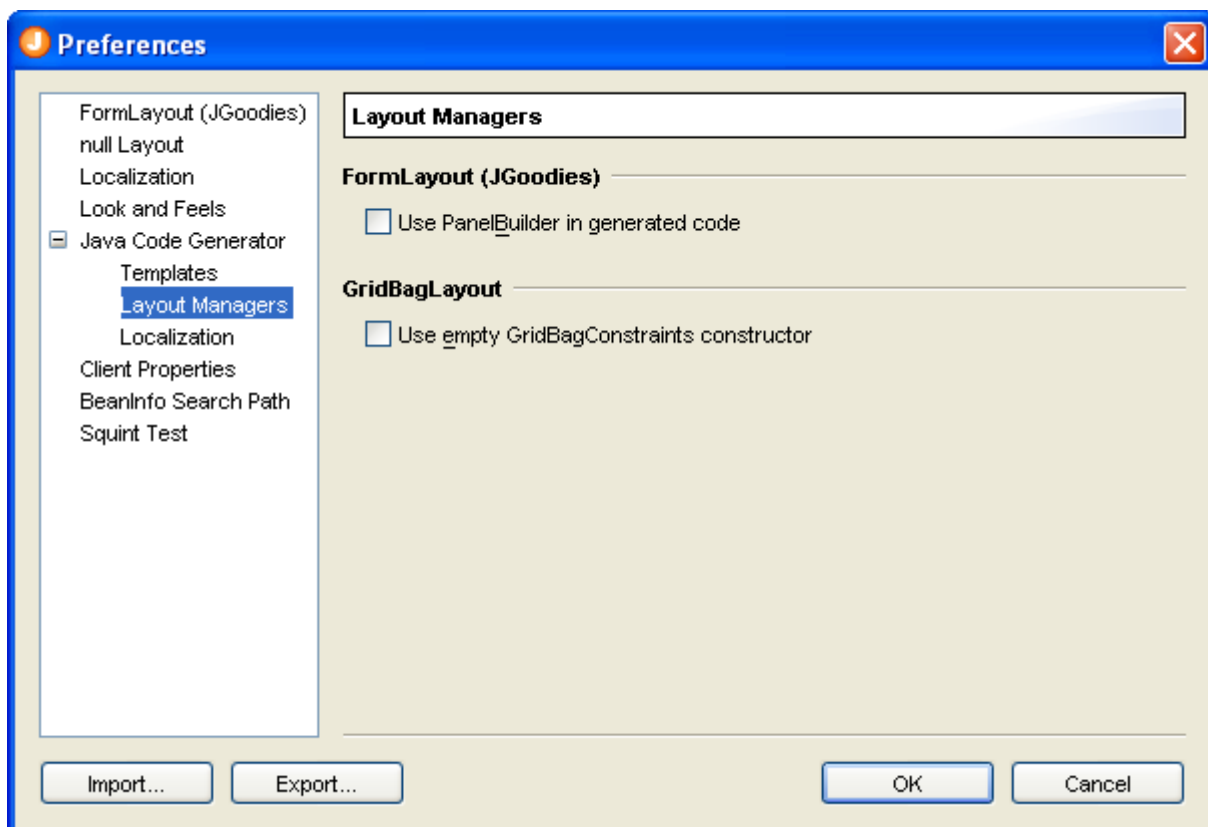 Preferences
FormLayout (JGoodies)
null Layout
Localization
Look and Feels
Java Code Generator
Templates
Layout Managers
Localization
Client Properties
BeanInfo Search Path
Squint Test
Layout Managers
FormLayout (JGoodies)
Use PanelBuilder in generated code
GridBagLayout
Use empty GridBagConstraints constructor
Import...
Export...
OK
Cancel